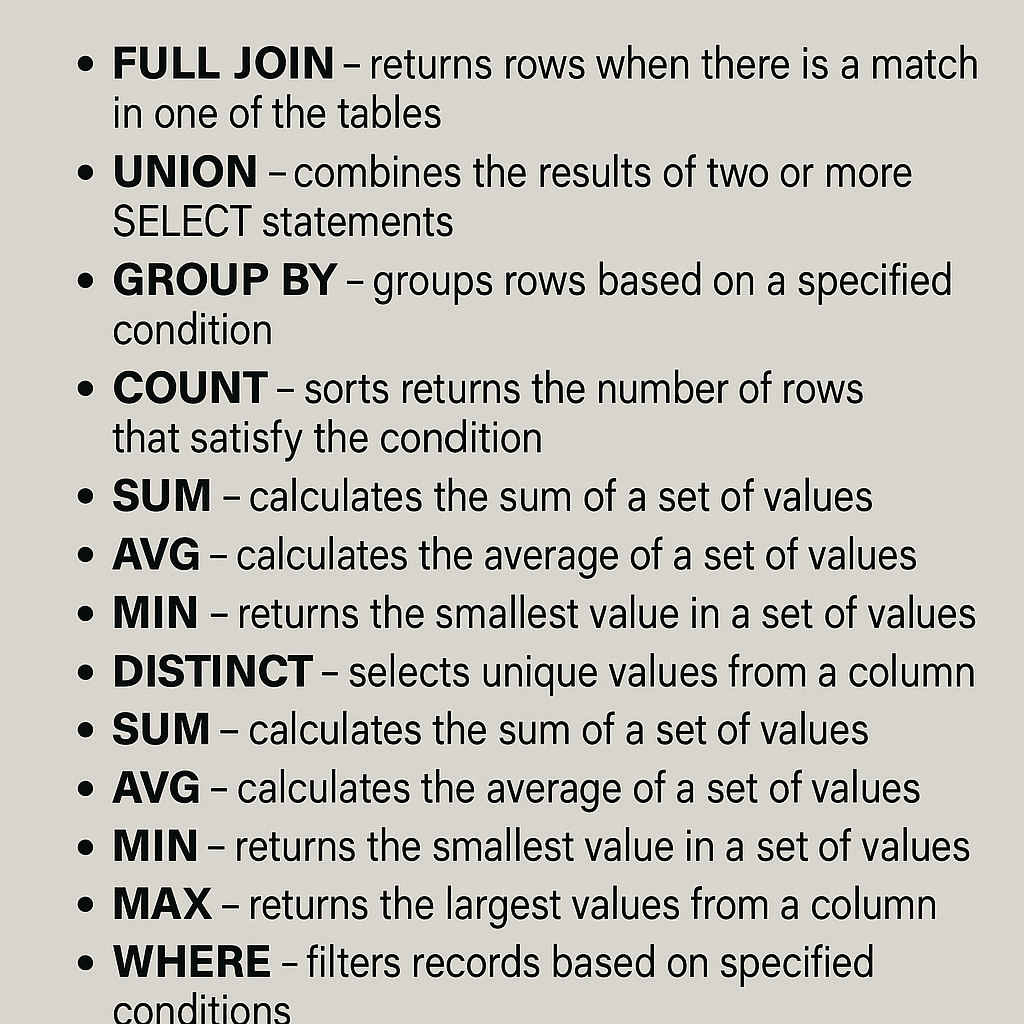 • FULL JOIN – returns rows when there is a match
in one of the tables
• UNION – combines the results of two or more
SELECT statements
• GROUP BY – groups rows based on a specified
condition
• COUNT – sorts returns the number of rows
that satisfy the condition
• SUM – calculates the sum of a set of values
• AVG – calculates the average of a set of values
• MIN – returns the smallest value in a set of values
• DISTINCT – selects unique values from a column
• SUM – calculates the sum of a set of values
• AVG – calculates the average of a set of values
• MIN – returns the smallest value in a set of values
• MAX – returns the largest values from a column
• WHERE – filters records based on specified
conditions